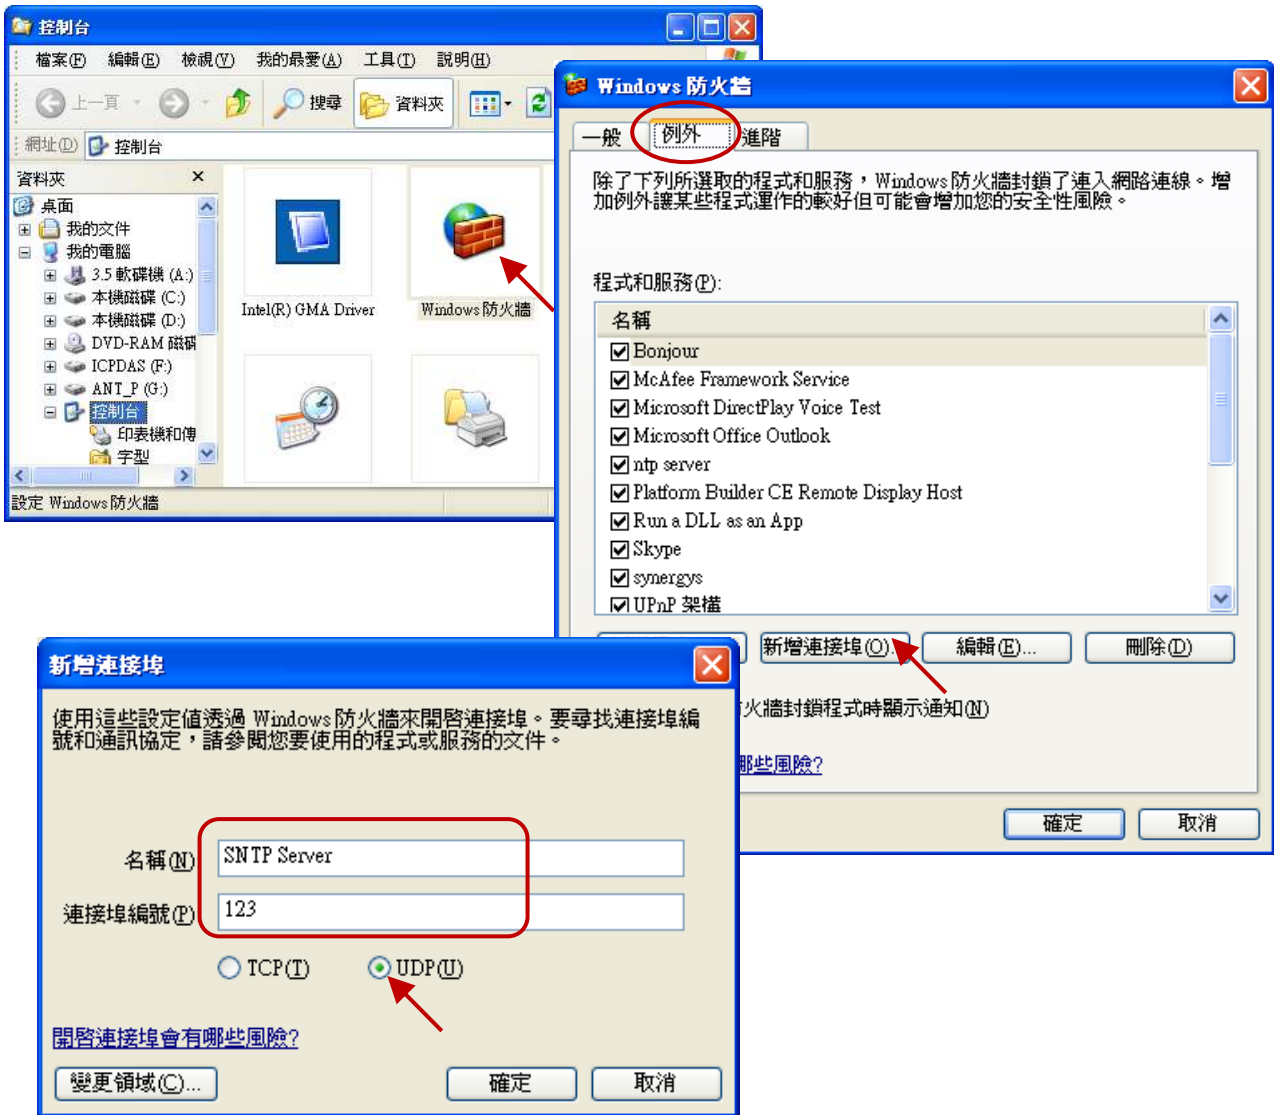 控制台
檔案(F) 編輯(E) 檢視(V) 我的最愛(A) 工具(T) 說明(H)
上一頁 搜尋 資料夾
網址(D) 控制台
資料夾
桌面
我的文件
我的電腦
3.5 軟碟機 (A:)
本機磁碟 (C:)
本機磁碟 (D:)
DVD-RAM 磁碟
ICPDAS (F:)
ANT_P (G:)
控制台
印表機和傳
字型
Intel(R) GMA Driver
Windows 防火牆
設定 Windows 防火牆
Windows 防火牆
一般 例外 進階
除了下列所選取的程式和服務，Windows 防火牆封鎖了連入網路連線。增
加例外讓某些程式運作的較好但可能會增加您的安全性風險。
程式和服務(P):
名稱
Bonjour
McAfee Framework Service
Microsoft DirectPlay Voice Test
Microsoft Office Outlook
ntp server
Platform Builder CE Remote Display Host
Run a DLL as an App
Skype
synergys
UPnP 架構
新增連接埠(O)... 編輯(E)... 刪除(D)
火牆封鎖程式時顯示通知(N)
哪些風險?
確定 取消
新增連接埠
使用這些設定值透過 Windows 防火牆來開啓連接埠。要尋找連接埠編
號和通訊協定，請參閱您要使用的程式或服務的文件。
名稱(N) SNTP Server
連接埠編號(P) 123
TCP(T) UDP(U)
開啓連接埠會有哪些風險?
變更領域(C)... 確定 取消